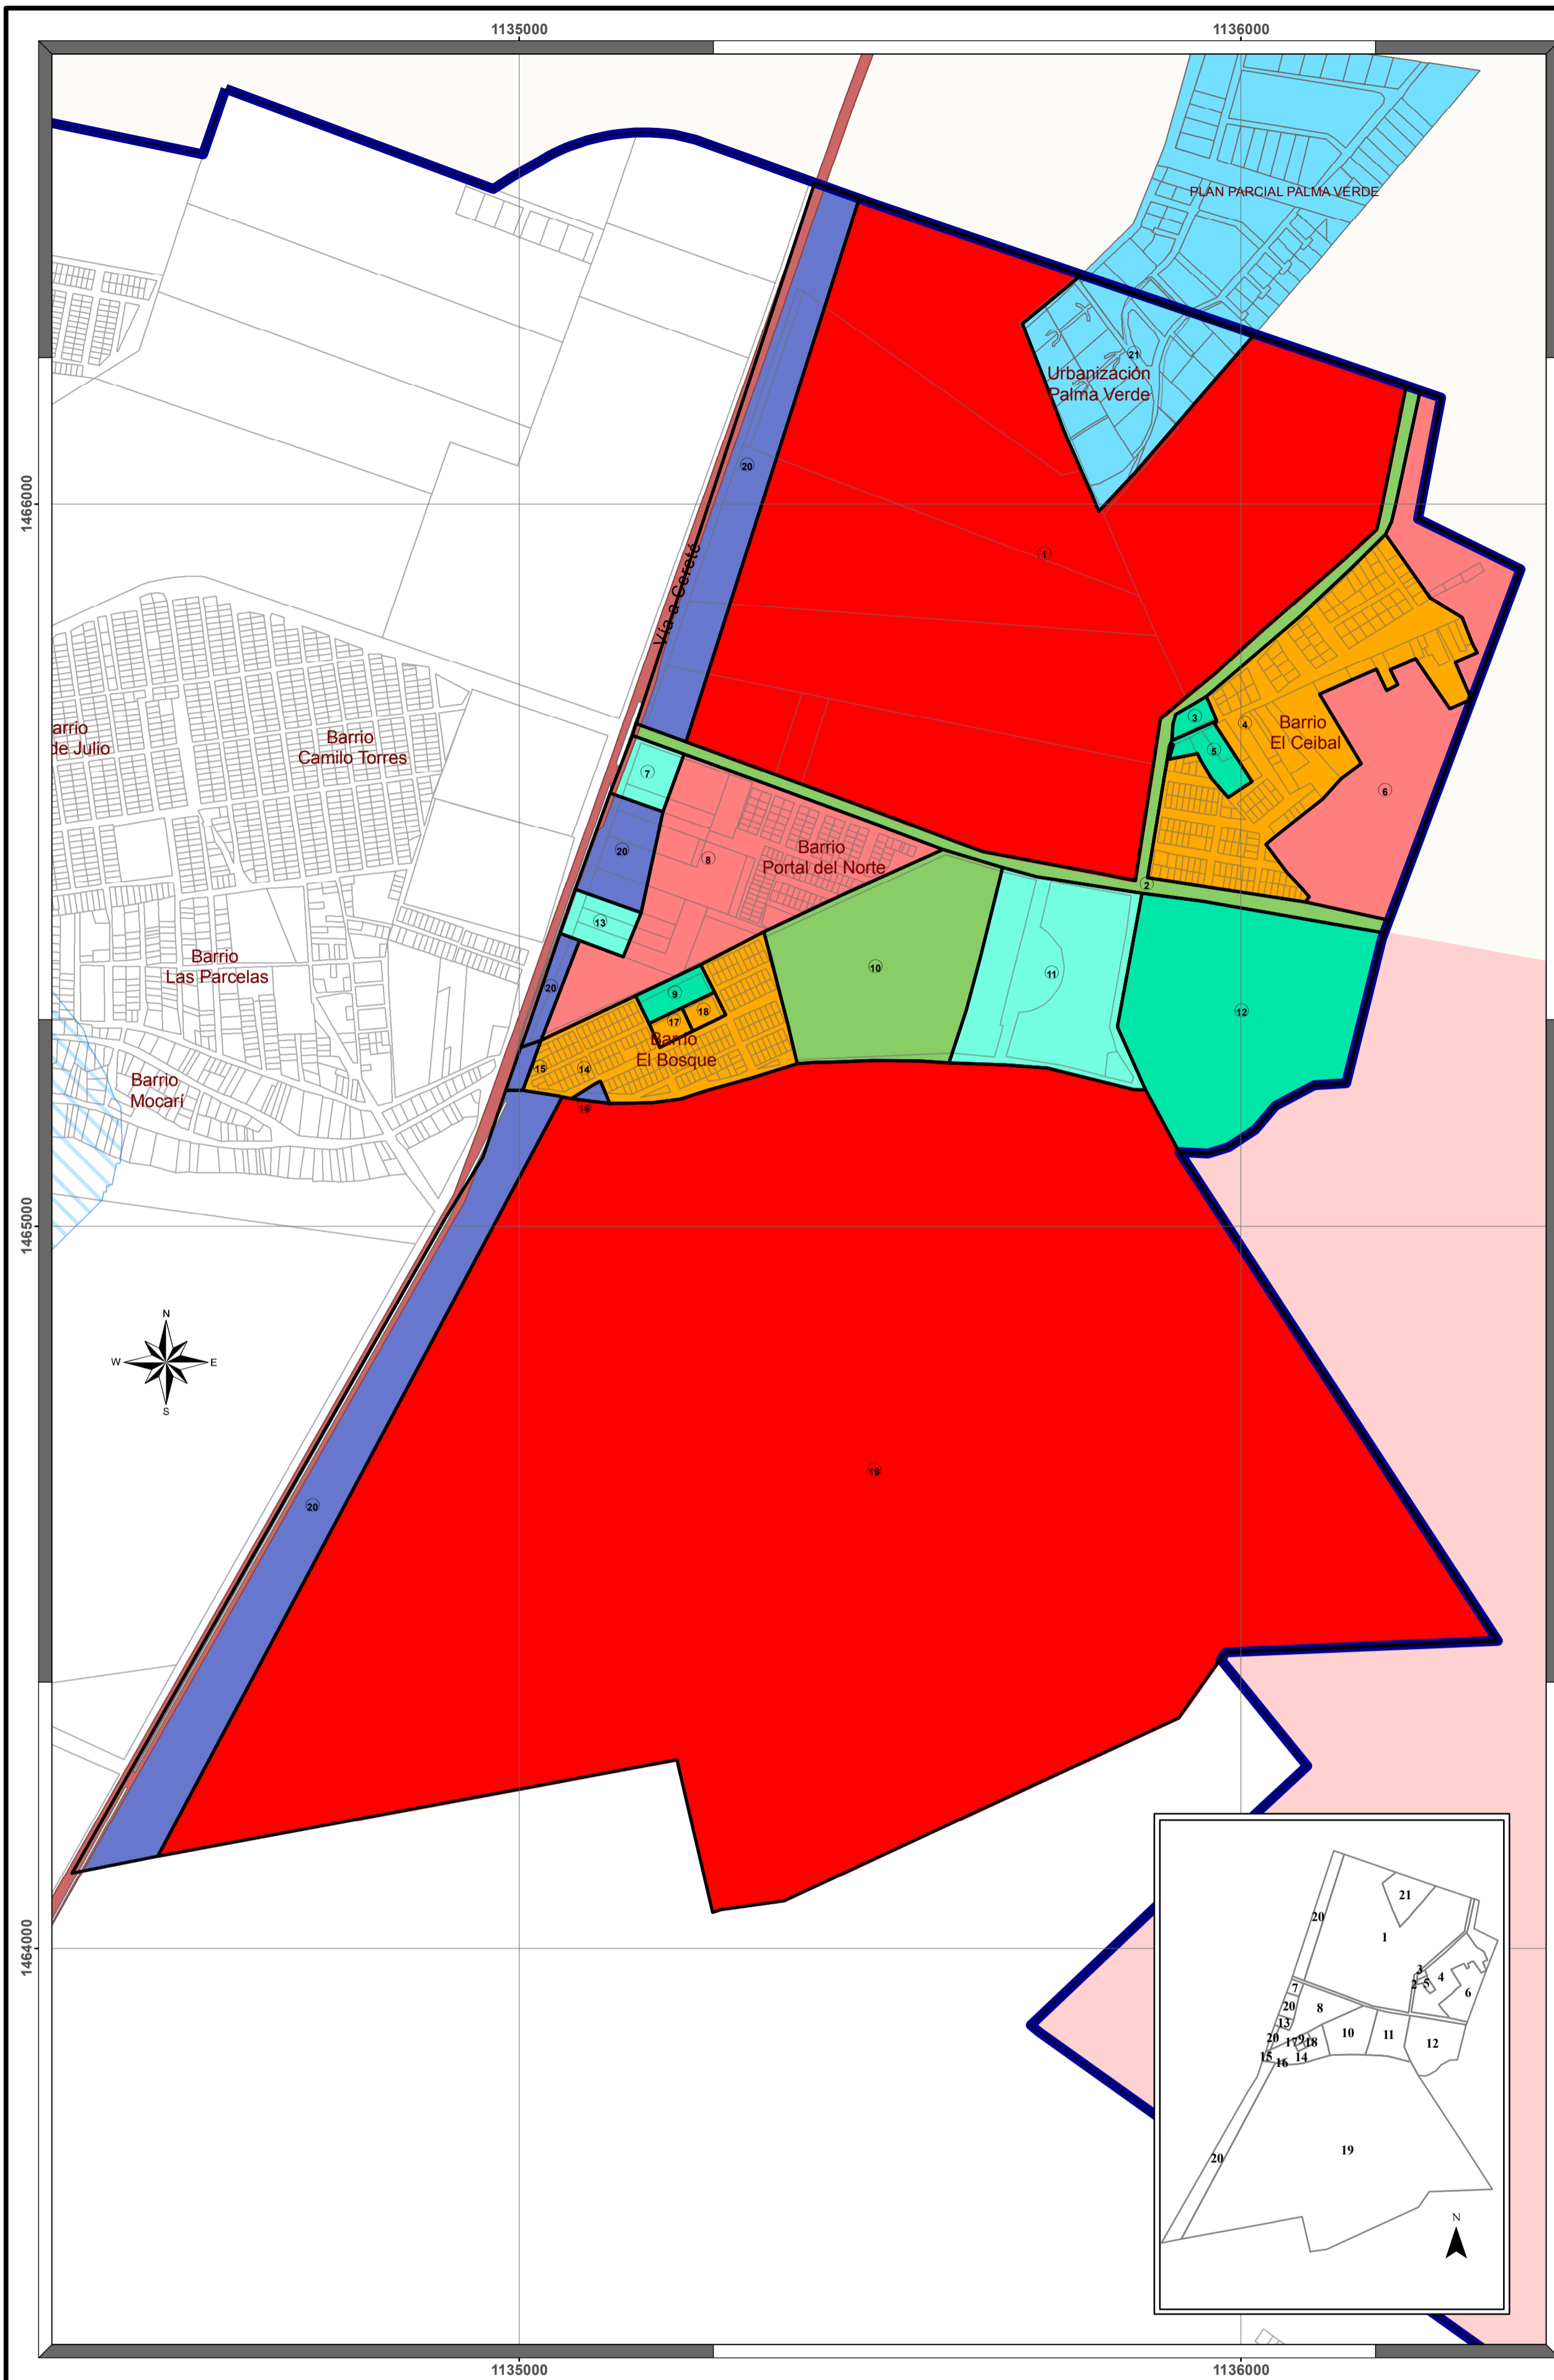 1135000
1136000
PLAN PARCIAL PALMA VERDE
21
Urbanización
Palma Verde
20
1466000
1
Vía a Cereté
3
4
Barrio
El Ceibal
5
arrio
de Julio
Barrio
Camilo Torres
7
6
20
8
Barrio
Portal del Norte
2
13
Barrio
Las Parcelas
10
11
20
9
12
17
18
Barrio
El Bosque
15
14
Barrio
Mocarí
16
1465000
N
W
E
S
19
20
1464000
21
20
1
3
2
5
4
6
7
20
8
13
20
17
9
18
10
11
12
15
16
14
19
20
N
1135000
1136000